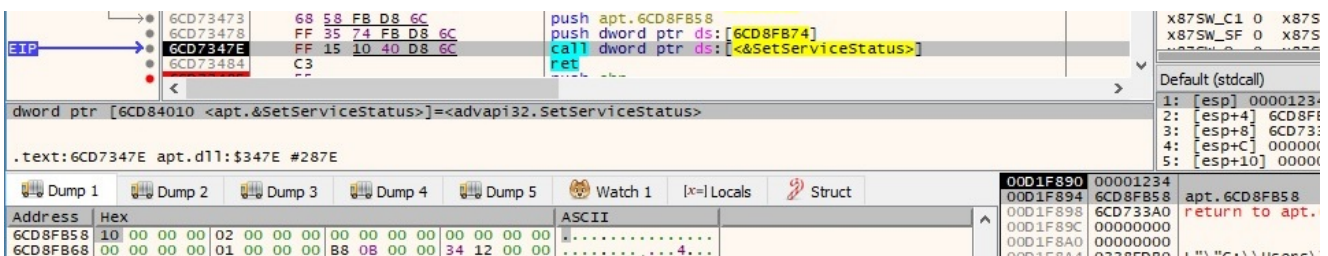 6CD73473 68 58 FB D8 6C push apt.6CD8FB58
6CD73478 FF 35 74 FB D8 6C push dword ptr ds:[6CD8FB74]
EIP 6CD7347E FF 15 10 40 D8 6C call dword ptr ds:[<&SetServiceStatus>]
6CD73484 C3 ret
x87SW_C1 0 x87S
x87SW_SF 0 x87S
Default (stdcall)
1: [esp] 00001234
2: [esp+4] 6CD8FB
3: [esp+8] 6CD733
4: [esp+C] 000000
5: [esp+10] 00000
dword ptr [6CD84010 <apt.&SetServiceStatus>]=<advapi32.SetServiceStatus>
.text:6CD7347E apt.dll:$347E #287E
Dump 1 Dump 2 Dump 3 Dump 4 Dump 5 Watch 1 [x=] Locals Struct
Address Hex ASCII
6CD8FB58 10 00 00 00 02 00 00 00 00 00 00 00 00 00 00 00 ................
6CD8FB68 00 00 00 00 01 00 00 00 B8 0B 00 00 34 12 00 00 ........¸...4...
00D1F890 00001234
00D1F894 6CD8FB58 apt.6CD8FB58
00D1F898 6CD733A0 return to apt.
00D1F89C 00000000
00D1F8A0 00000000